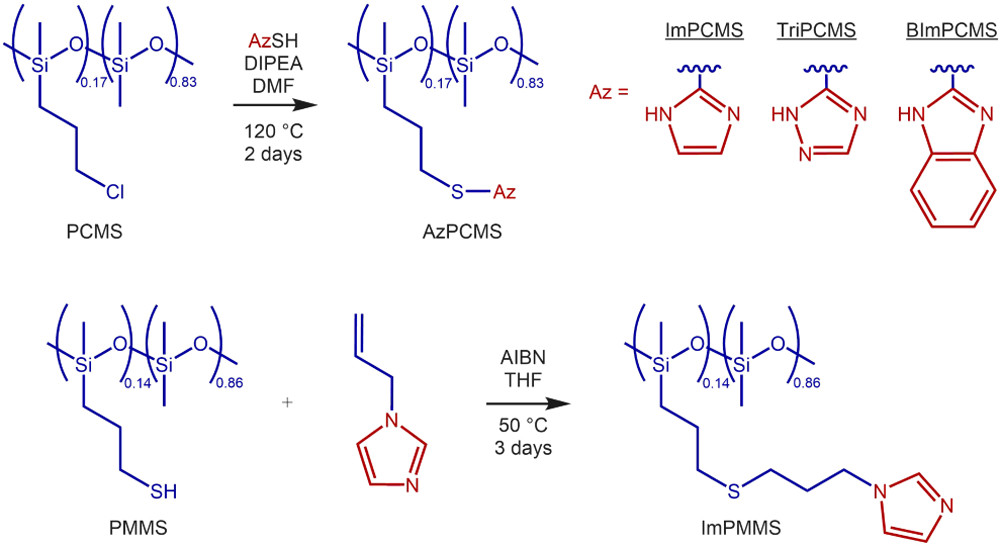 Si O Si O
0.17 0.83
Cl
PCMS
AzSH
DIPEA
DMF
120 °C
2 days
Si O Si O
0.17 0.83
S Az
AzPCMS
ImPCMS TriPCMS BImPCMS
Az =
HN N
HN N N
HN N
Si O Si O
0.14 0.86
SH
PMMS
+
N
N
AIBN
THF
50 °C
3 days
Si O Si O
0.14 0.86
S
N
N
ImPMMS